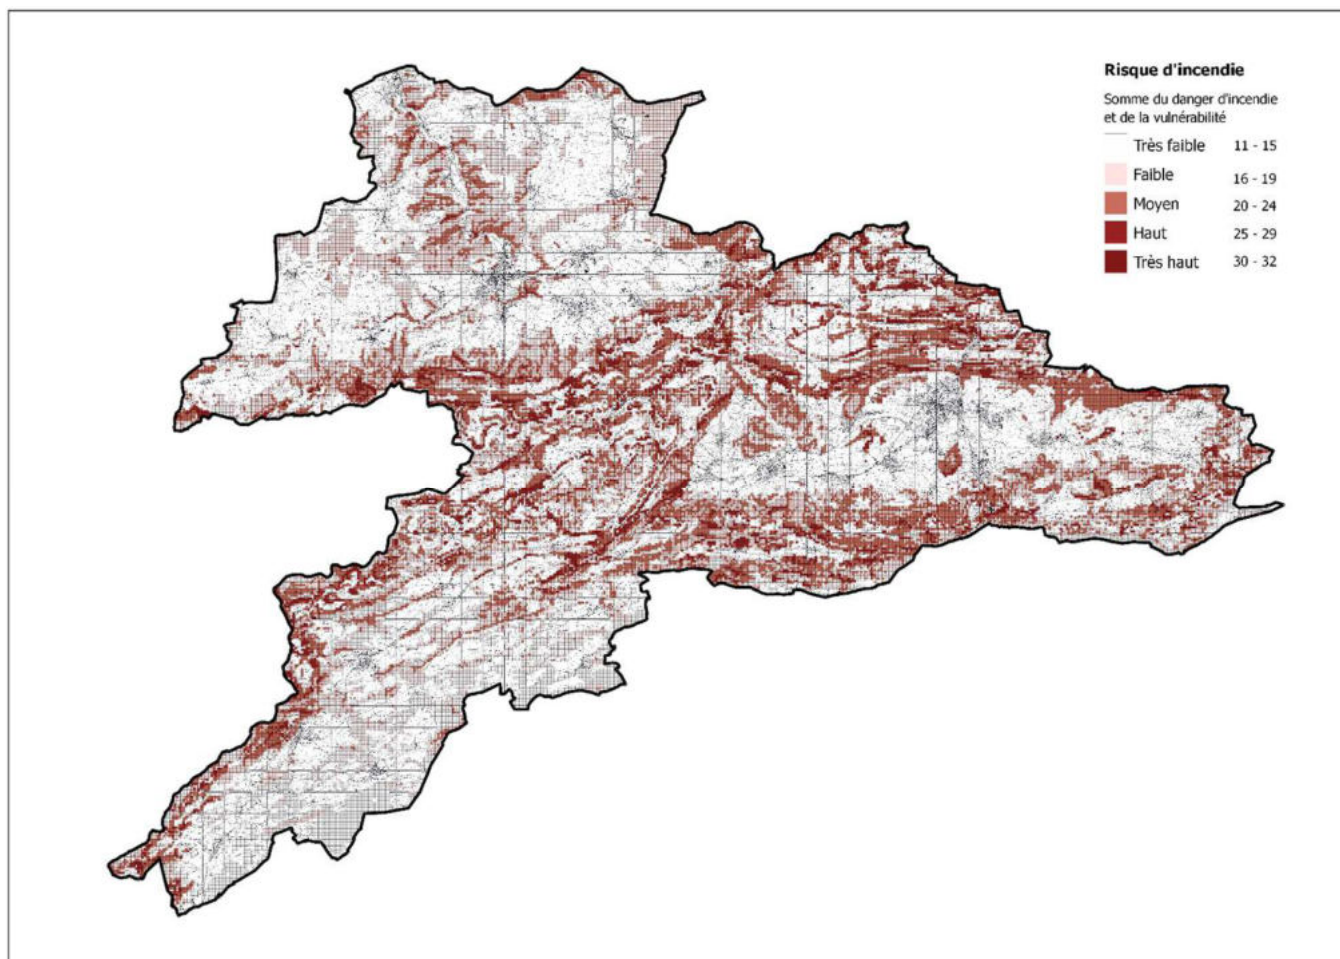 Risque d'incendie
Somme du danger d'incendie
et de la vulnérabilité
Très faible 11 - 15
Faible 16 - 19
Moyen 20 - 24
Haut 25 - 29
Très haut 30 - 32